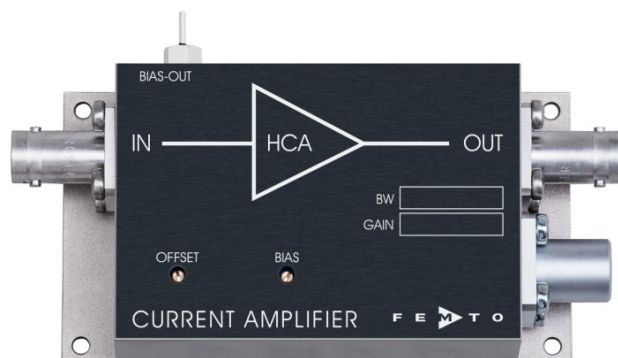 BIAS-OUT
IN HCA OUT
BW
GAIN
OFFSET BIAS
CURRENT AMPLIFIER FEMTO